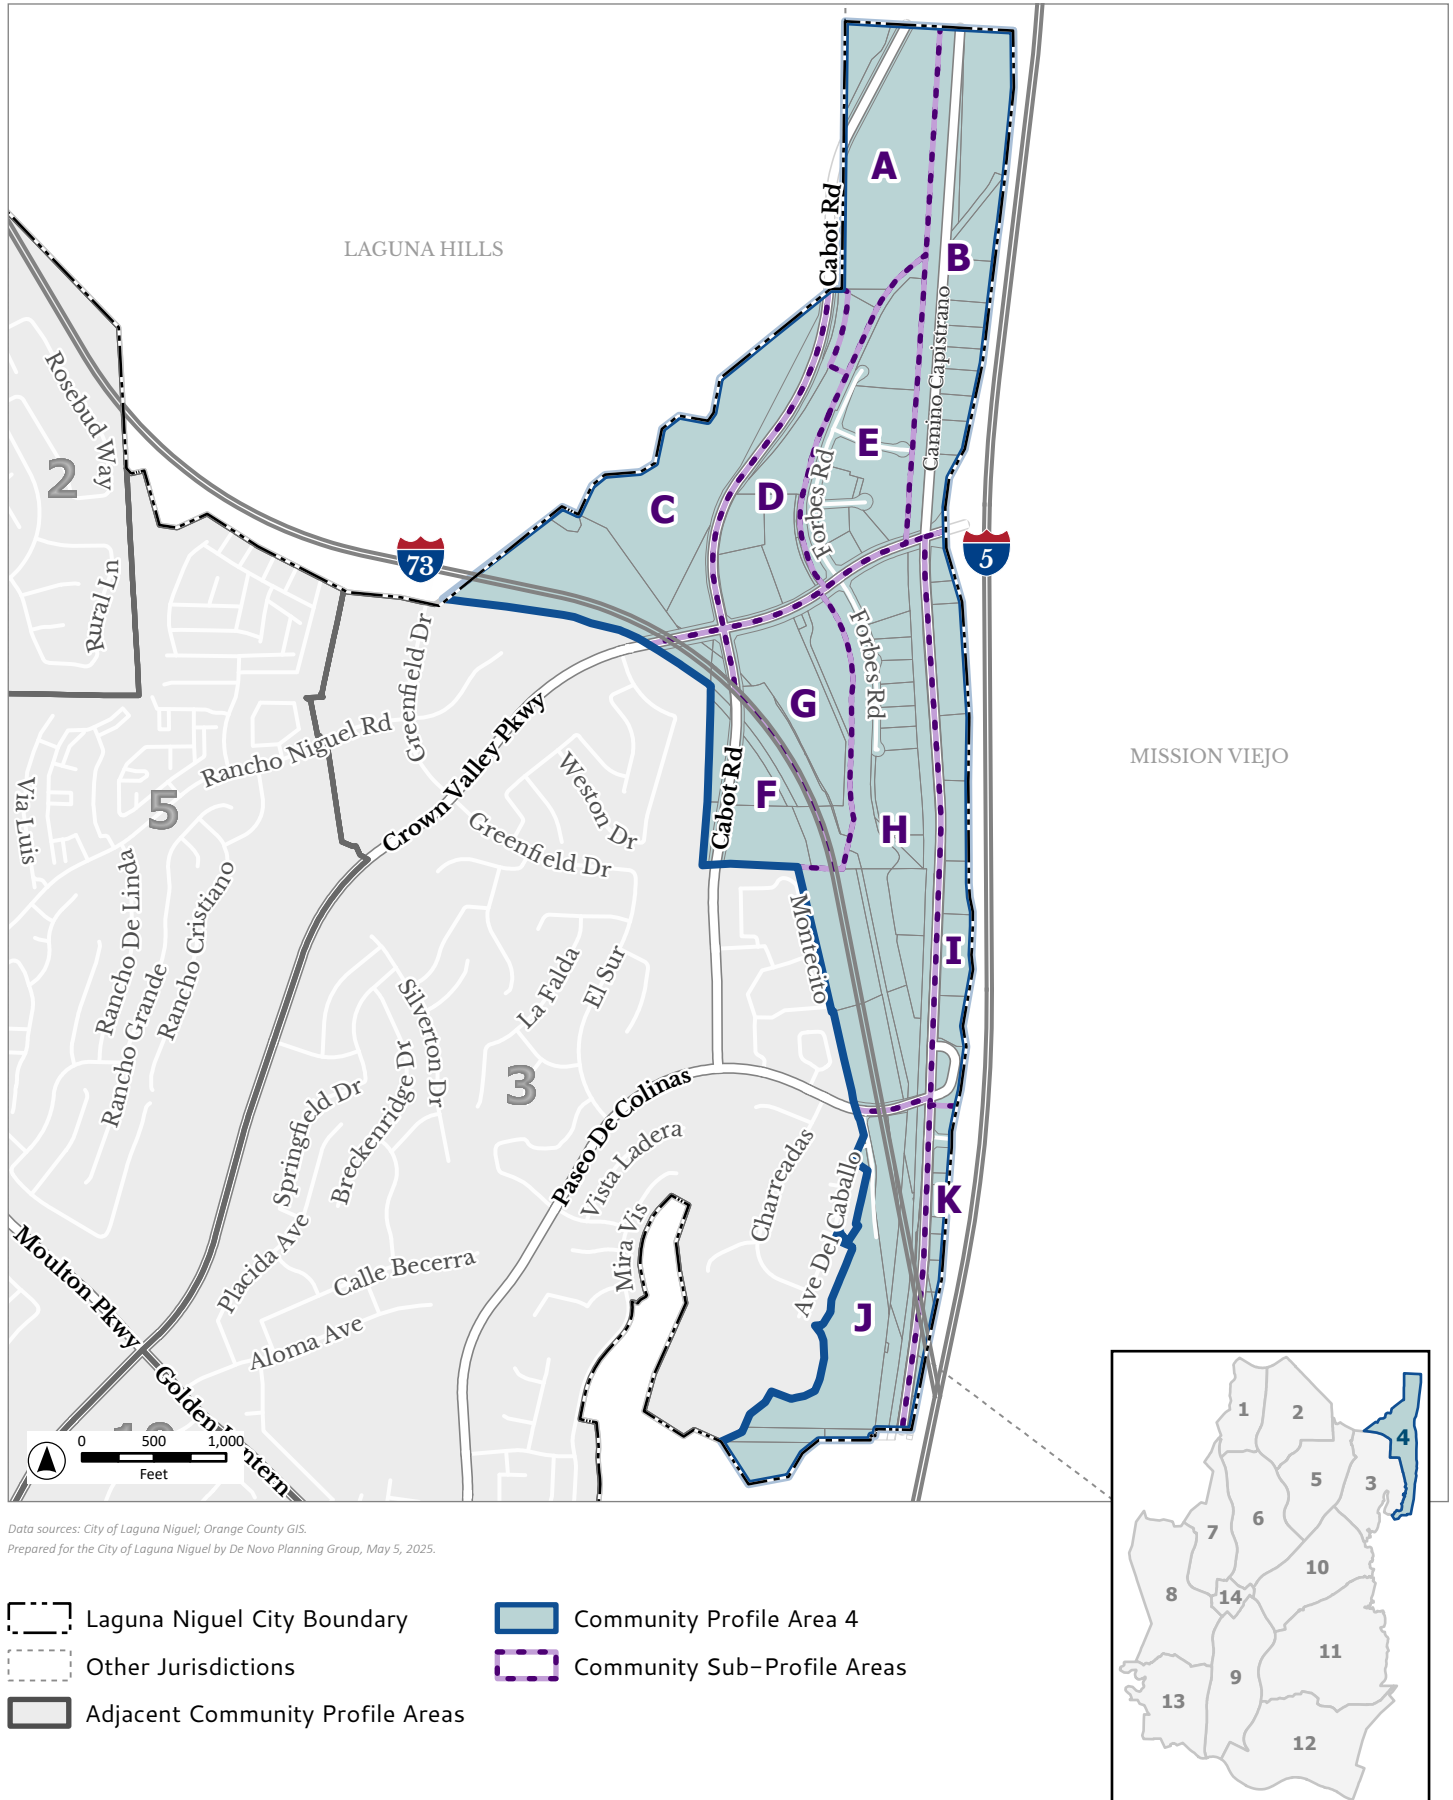 A
Cabot Rd
LAGUNA HILLS
B
Camino Capistrano
Rosebud Way
2
E
Forbes Rd
D
C
73
5
Rural Ln
Greenfield Dr
Forbes Rd
G
Rancho Niguel Rd
Crown Valley Pkwy
MISSION VIEJO
Weston Dr
Via Luis
5
Cabot Rd
F
H
Greenfield Dr
Rancho De Linda
Rancho Grande
Rancho Cristiano
Montecito
I
La Falda
El Sur
Silverton Dr
Breckenridge Dr
3
Springfield Dr
Paseo De Colinas
Vista Ladera
Charreadas
Ave Del Caballo
K
Mira Vis
Placida Ave
Calle Becerra
Moulton Pkwy
Aloma Ave
J
Golden Lantern
0 500 1,000
Feet
1
2
4
5
3
6
7
10
8
14
11
9
13
12
Data sources: City of Laguna Niguel; Orange County GIS.
Prepared for the City of Laguna Niguel by De Novo Planning Group, May 5, 2025.
Laguna Niguel City Boundary
Other Jurisdictions
Adjacent Community Profile Areas
Community Profile Area 4
Community Sub-Profile Areas